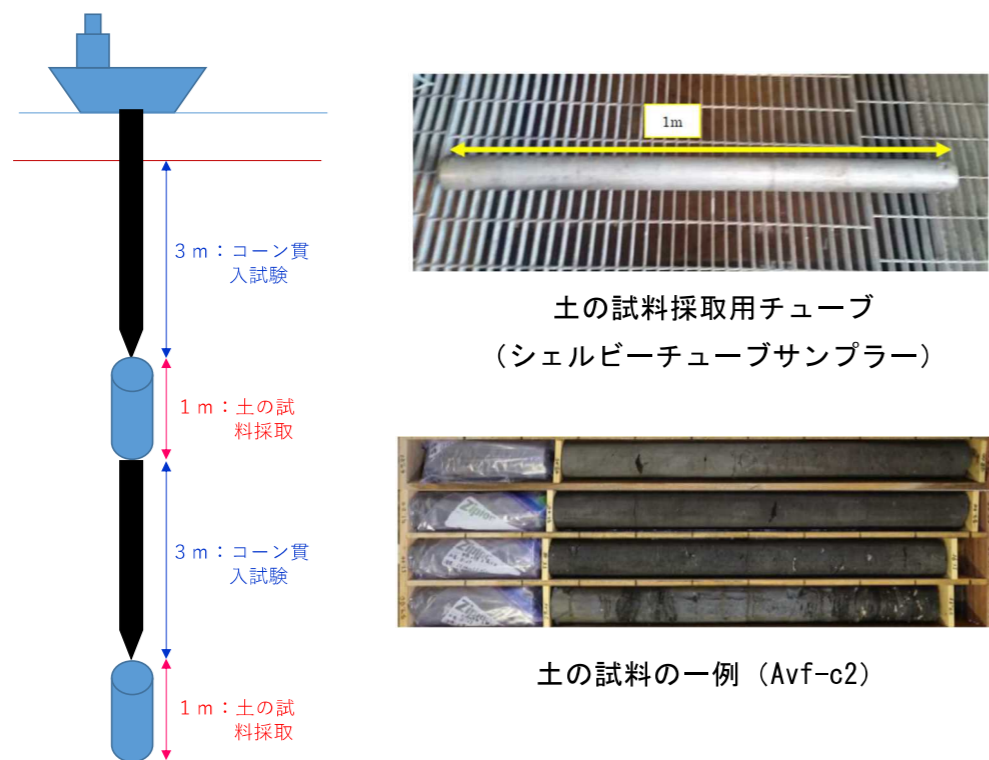 3ｍ：コーン貫
入試験
1ｍ：土の試
料採取
3ｍ：コーン貫
入試験
1ｍ：土の試
料採取
1m
土の試料採取用チューブ
（シェルビーチューブサンプラー）
Ziploc
土の試料の一例（Avf-c2）